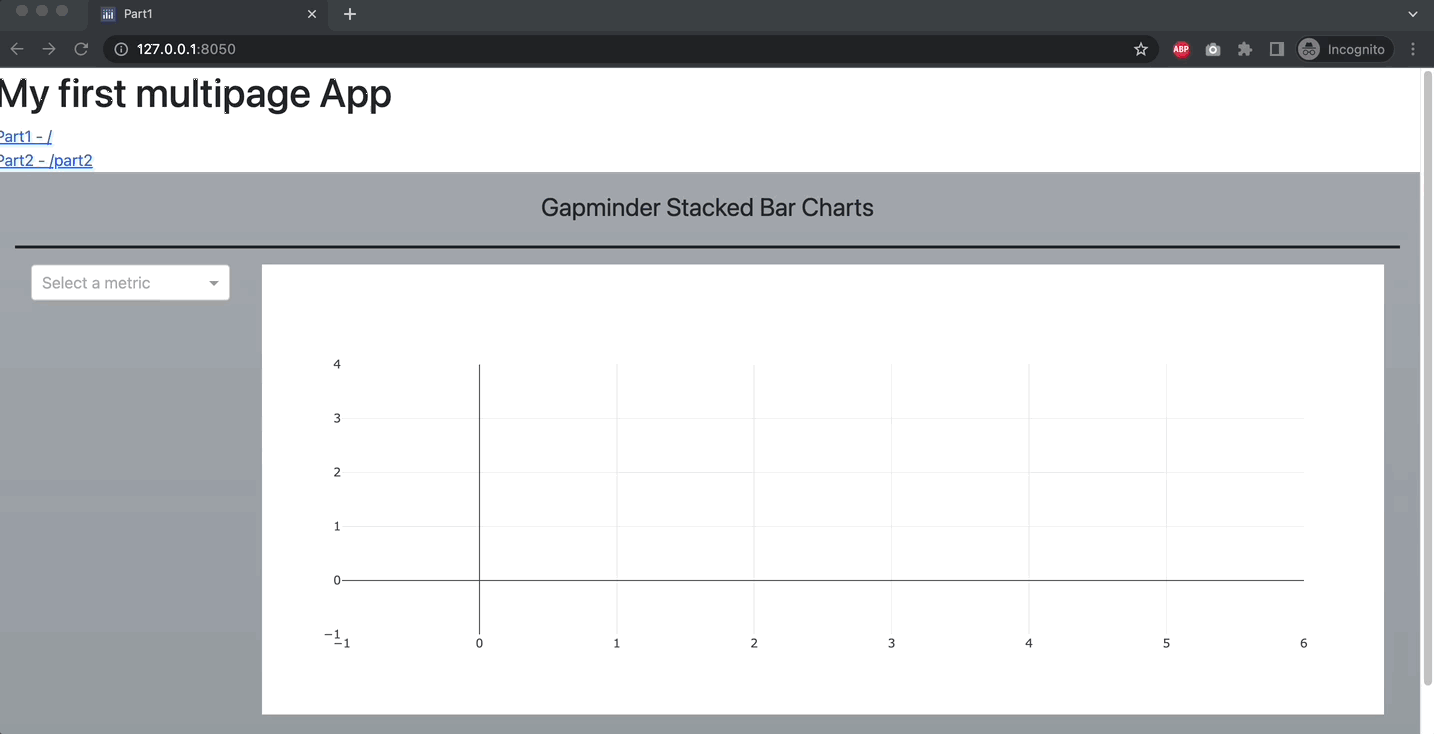 Part1
127.0.0.1:8050
ABP
Incognito
My first multipage App
Part1 - /
Part2 - /part2
Gapminder Stacked Bar Charts
Select a metric
4
3
2
1
0
−1
−1 0 1 2 3 4 5 6